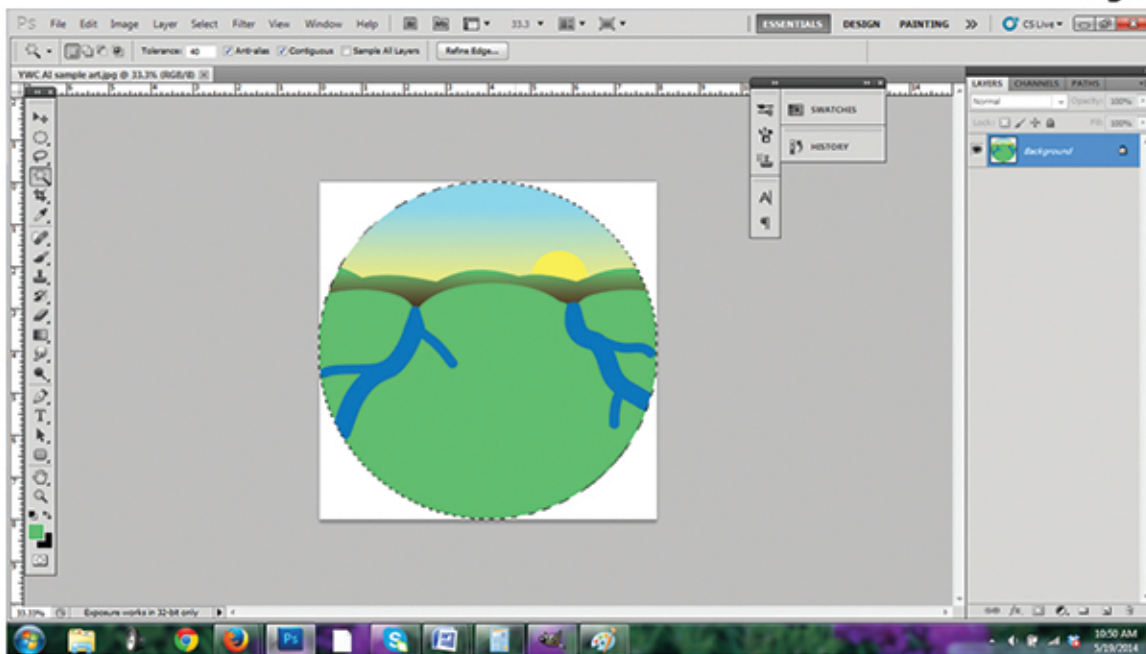 PS File Edit Image Layer Select Filter View Window Help Br Mb 33.3 ESSENTIALS DESIGN PAINTING CS Live
Tolerance: 40 Anti-alias Contiguous Sample All Layers Refine Edge...
YWC AI sample art.jpg @ 33.3% (RGB/8)
LAYERS CHANNELS PATHS
SWATCHES
Normal Opacity: 100%
Lock: Fill: 100%
HISTORY
Background
33.33% Exposure works in 32-bit only
Ps
10:50 AM
5/19/2014